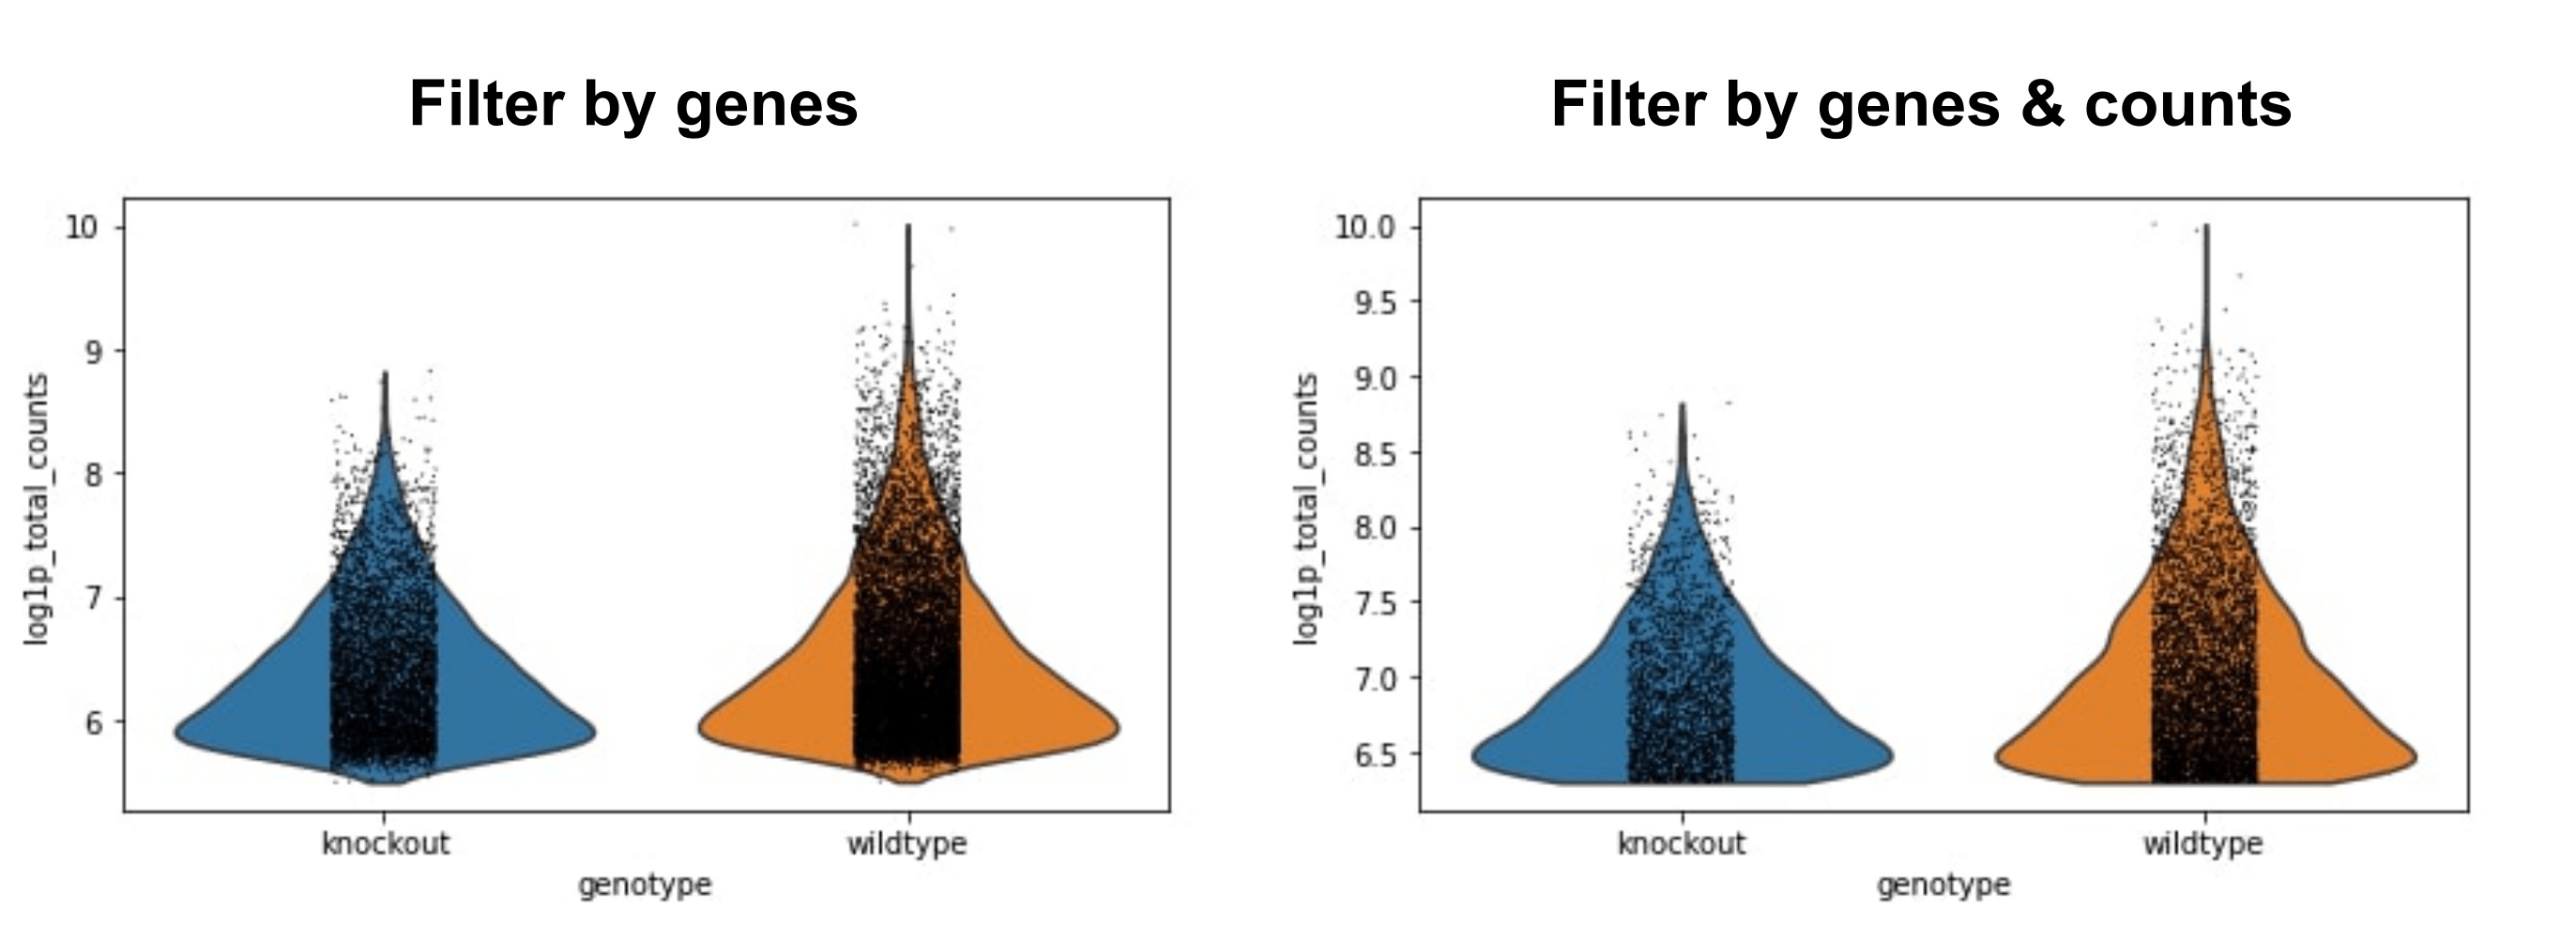 Filter by genes
Filter by genes & counts
log1p_total_counts
10
9
8
7
6
knockout
wildtype
genotype
log1p_total_counts
10.0
9.5
9.0
8.5
8.0
7.5
7.0
6.5
knockout
wildtype
genotype